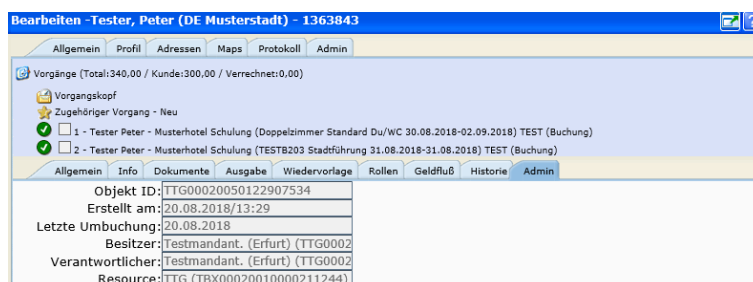 Bearbeiten -Tester, Peter (DE Musterstadt) - 1363843
Allgemein Profil Adressen Maps Protokoll Admin
Vorgänge (Total:340,00 / Kunde:300,00 / Verrechnet:0,00)
Vorgangskopf
Zugehöriger Vorgang - Neu
1 - Tester Peter - Musterhotel Schulung (Doppelzimmer Standard Du/WC 30.08.2018-02.09.2018) TEST (Buchung)
2 - Tester Peter - Musterhotel Schulung (TESTB203 Stadtführung 31.08.2018-31.08.2018) TEST (Buchung)
Allgemein Info Dokumente Ausgabe Wiedervorlage Rollen Geldfluß Historie Admin
Objekt ID: TTG00020050122907534
Erstellt am: 20.08.2018/13:29
Letzte Umbuchung: 20.08.2018
Besitzer: Testmandant. (Erfurt) (TTG0002
Verantwortlicher: Testmandant. (Erfurt) (TTG0002
Resource: TTG (TBX00020010000211244)